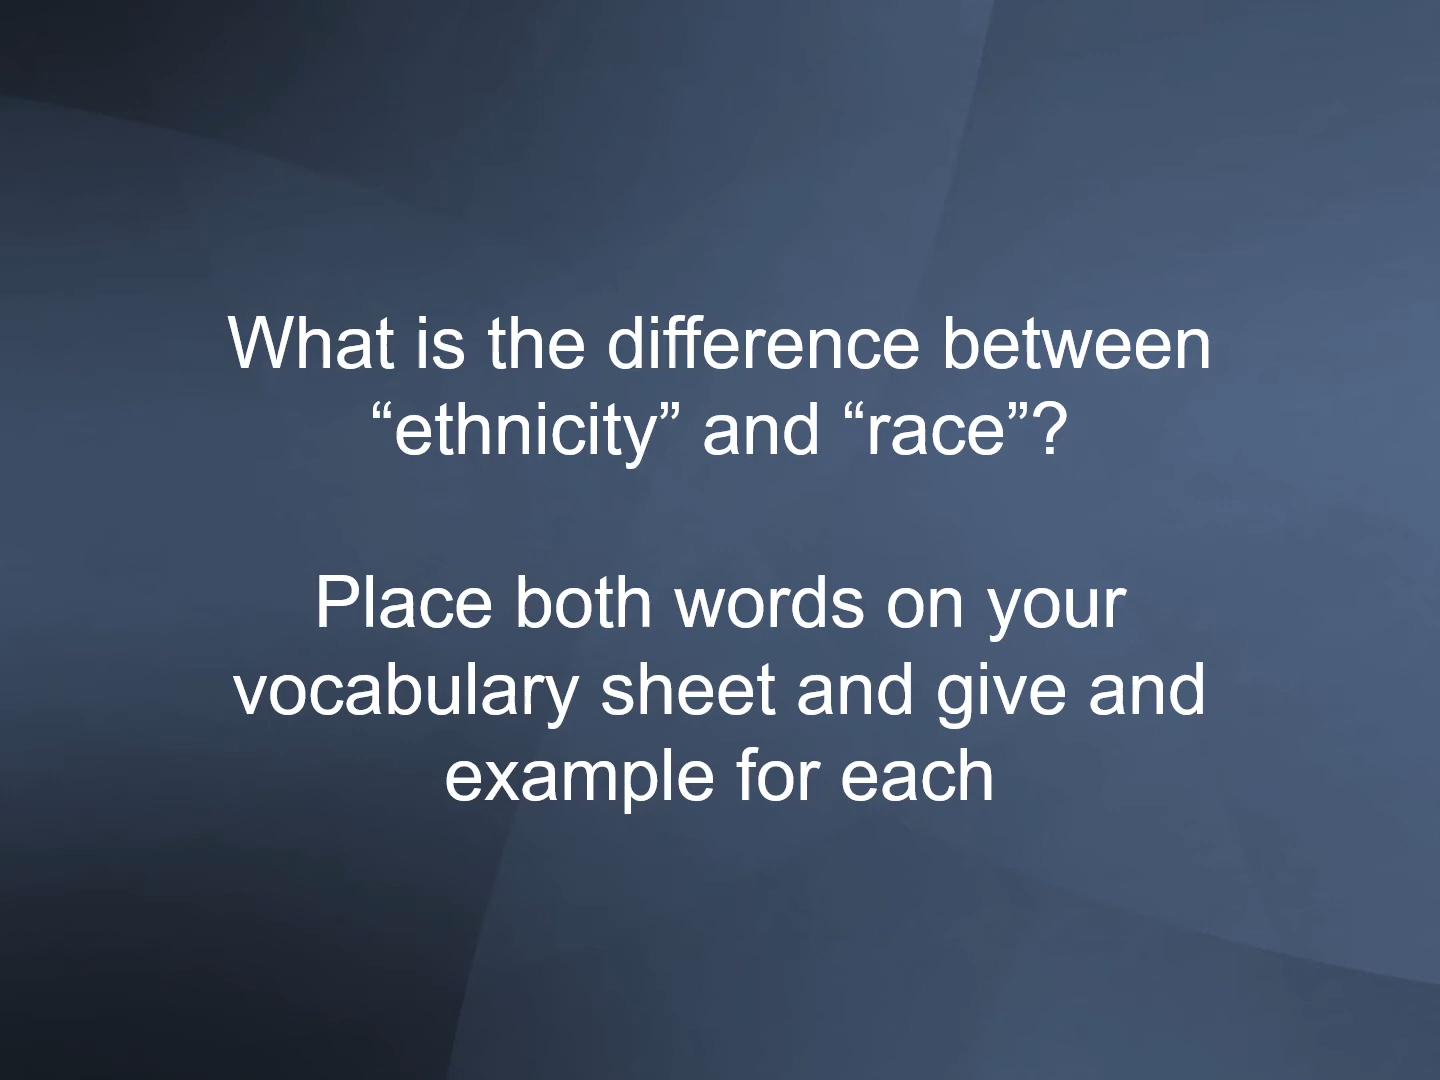 What is the difference between
“ethnicity” and “race”?
Place both words on your
vocabulary sheet and give and
example for each